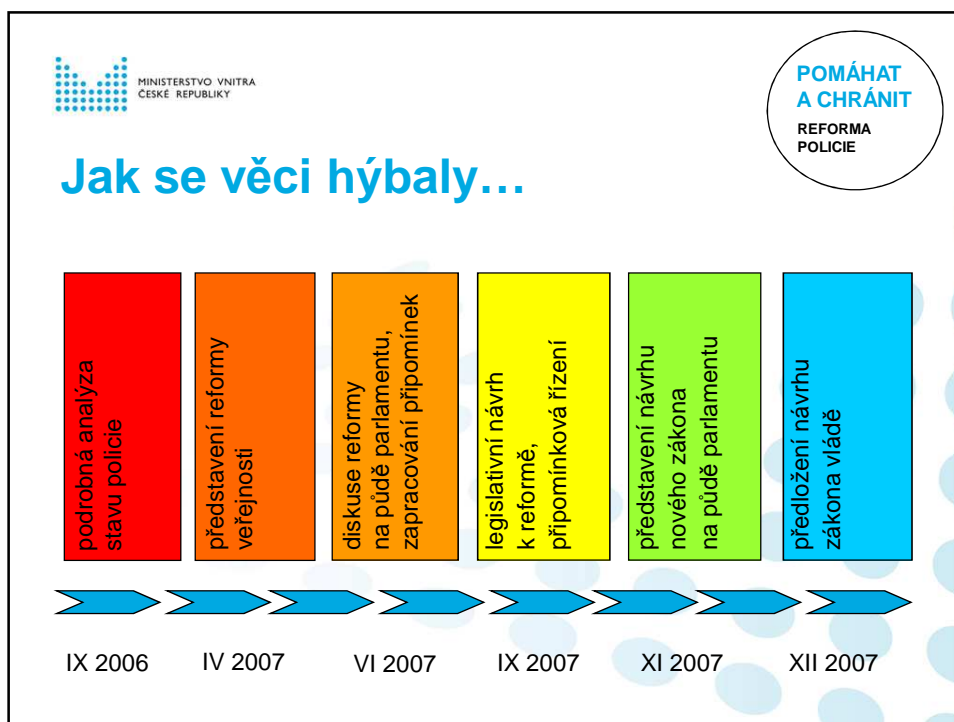 MINISTERSTVO VNITRA
ČESKÉ REPUBLIKY
POMÁHAT
A CHRÁNIT
REFORMA
POLICIE
Jak se věci hýbaly…
podrobná analýza
stavu policie
představení reformy
veřejnosti
diskuse reformy
na půdě parlamentu,
zapracování připomínek
legislativní návrh
k reformě,
připomínková řízení
představení návrhu
nového zákona
na půdě parlamentu
předložení návrhu
zákona vládě
IX 2006
IV 2007
VI 2007
IX 2007
XI 2007
XII 2007